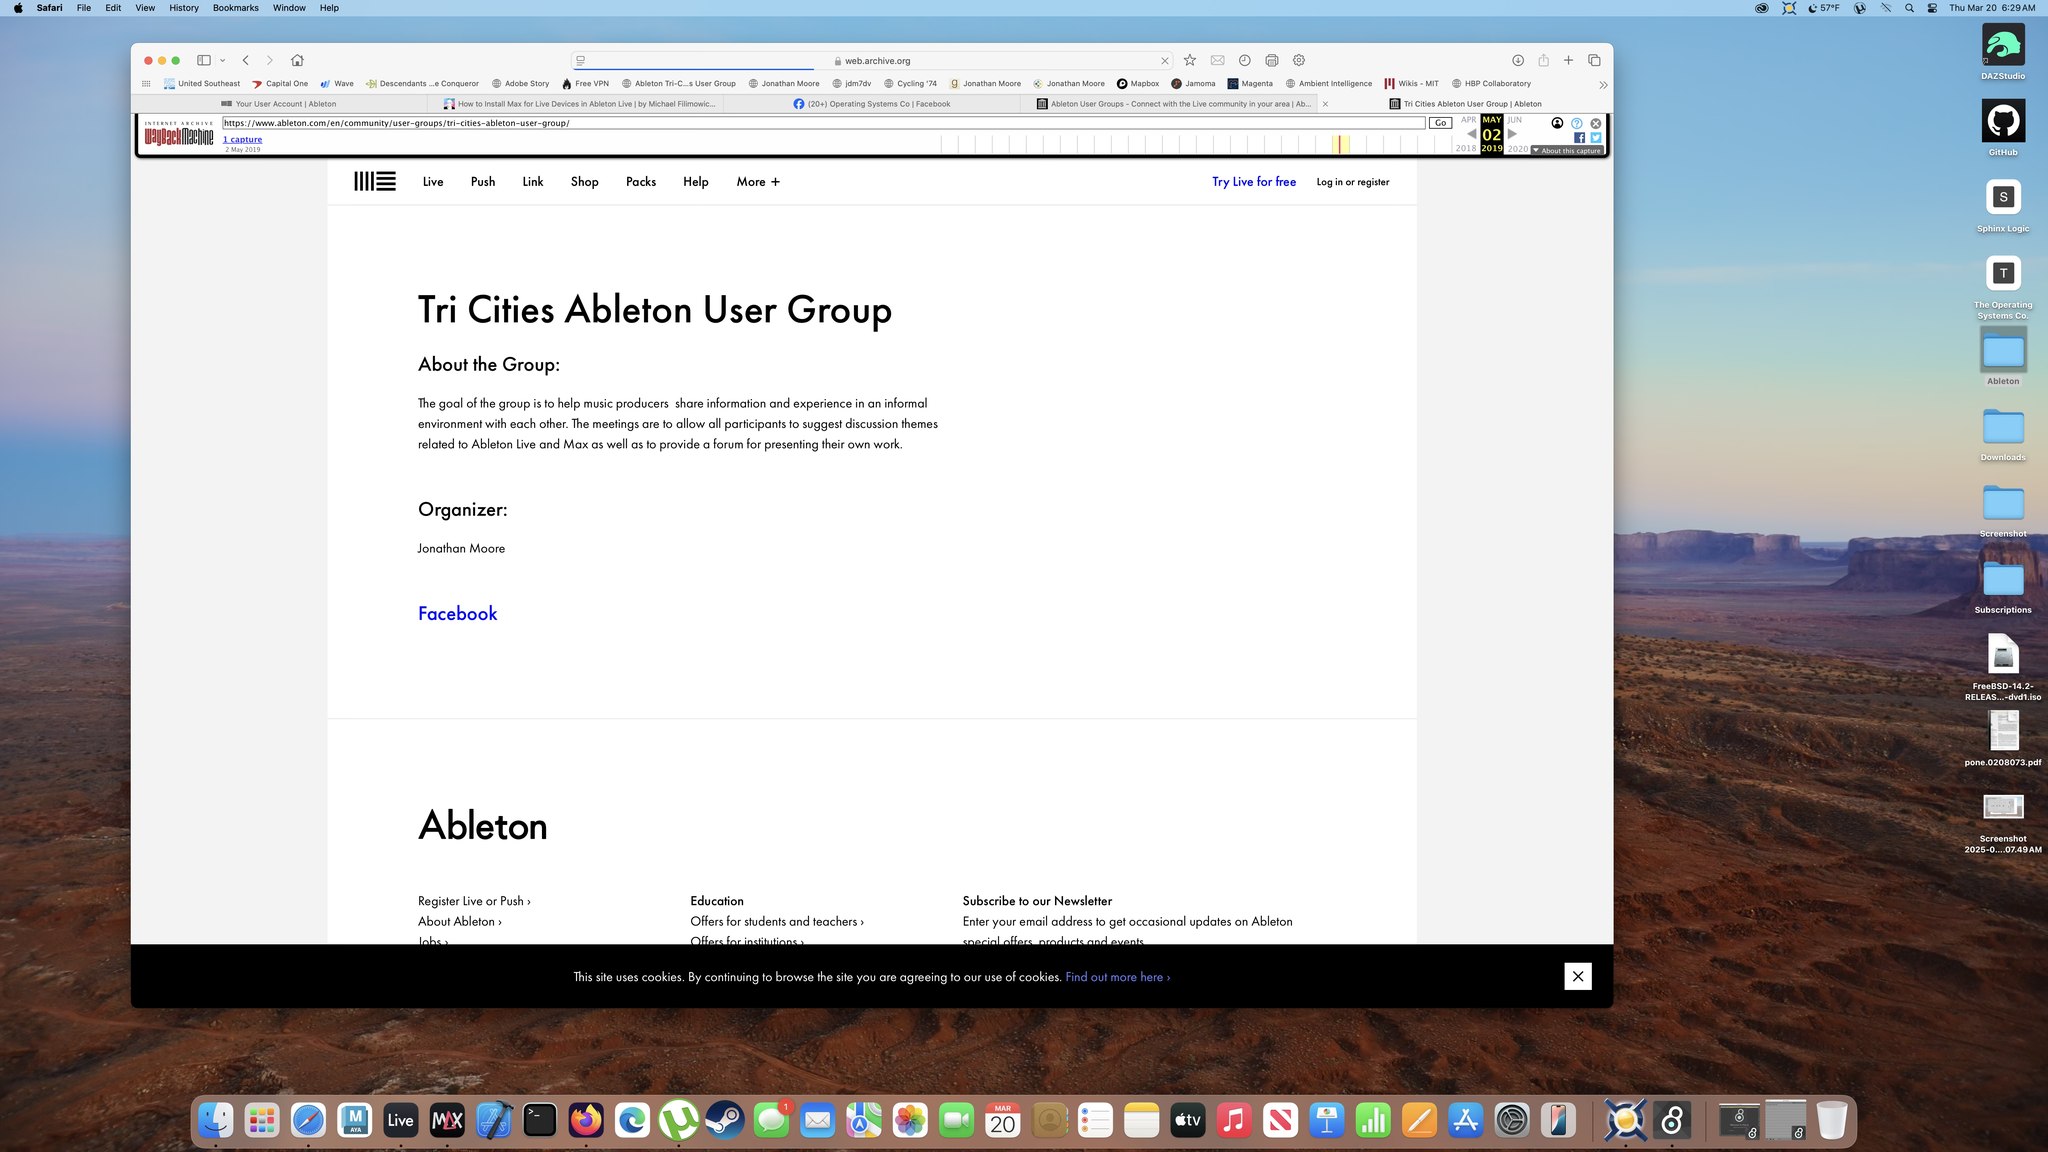 Safari File Edit View History Bookmarks Window Help
57°F Thu Mar 20 6:29 AM
web.archive.org
United Southeast Capital One Wave Descendants ...e Conqueror Adobe Story Free VPN Ableton Tri-C...s User Group Jonathan Moore jdm7dv Cycling '74 Jonathan Moore Jonathan Moore Mapbox Jamoma Magenta Ambient Intelligence Wikis - MIT HBP Collaboratory
Your User Account | Ableton
How to Install Max for Live Devices in Ableton Live | by Michael Filimowic...
(20+) Operating Systems Co | Facebook
Ableton User Groups - Connect with the Live community in your area | Ab...
Tri Cities Ableton User Group | Ableton
INTERNET ARCHIVE
WayBackMachine
https://www.ableton.com/en/community/user-groups/tri-cities-ableton-user-group/
Go
1 capture
2 May 2019
APR MAY JUN
02
2018 2019 2020
About this capture
Live Push Link Shop Packs Help More +
Try Live for free Log in or register
Tri Cities Ableton User Group
About the Group:
The goal of the group is to help music producers share information and experience in an informal
environment with each other. The meetings are to allow all participants to suggest discussion themes
related to Ableton Live and Max as well as to provide a forum for presenting their own work.
Organizer:
Jonathan Moore
Facebook
Ableton
Register Live or Push ›
About Ableton ›
Jobs ›
Education
Offers for students and teachers ›
Offers for institutions ›
Subscribe to our Newsletter
Enter your email address to get occasional updates on Ableton
special offers, products and events
This site uses cookies. By continuing to browse the site you are agreeing to our use of cookies. Find out more here ›
DAZStudio
GitHub
S
Sphinx Logic
T
The Operating
Systems Co.
Ableton
Downloads
Screenshot
Subscriptions
FreeBSD-14.2-
RELEAS...-dvd1.iso
pone.0208073.pdf
Screenshot
2025-0....07.49 AM
M
AYA
Live
MAX
1
MAR
20
tv